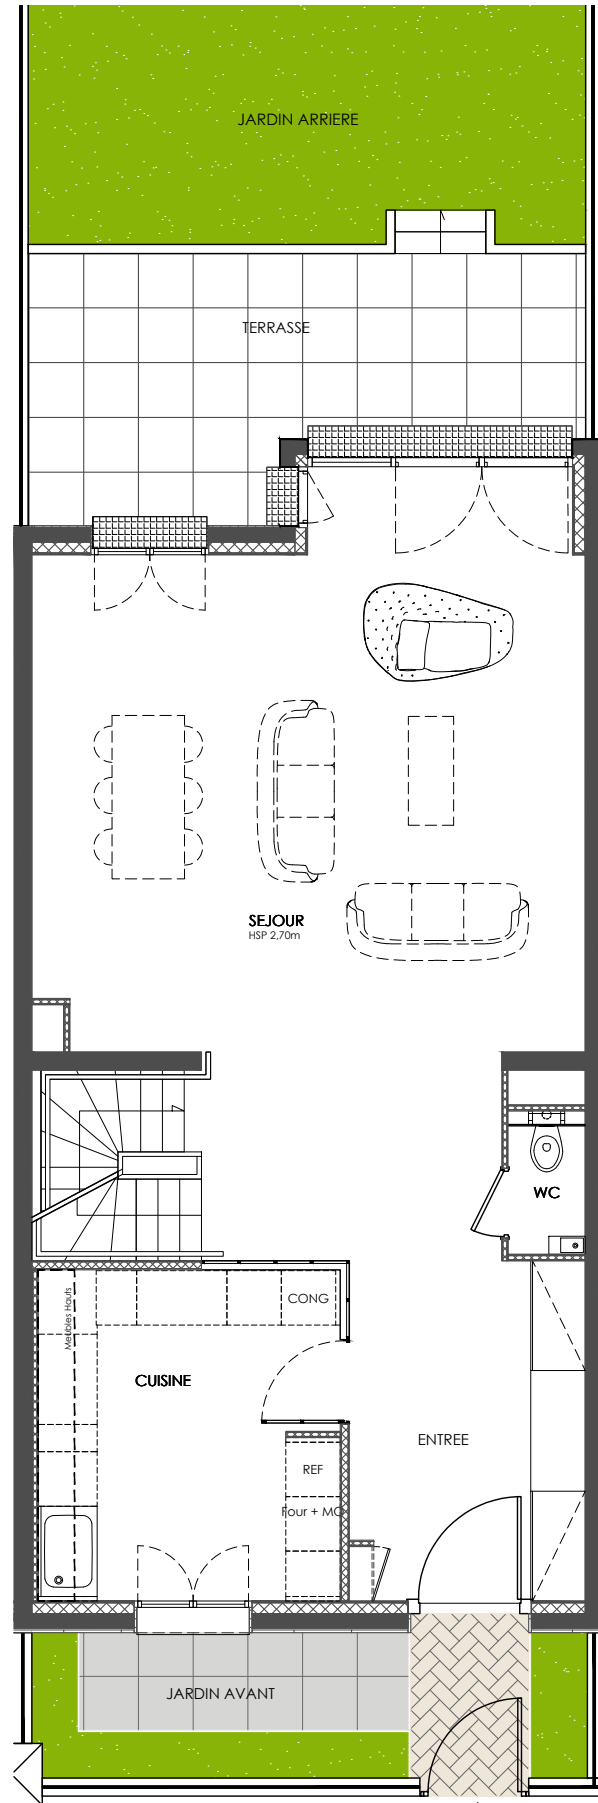 JARDIN ARRIERE
TERRASSE
SEJOUR
HSP 2,70m
WC
Meubles Hauts
CONG
CUISINE
ENTREE
REF
Four + MO
JARDIN AVANT